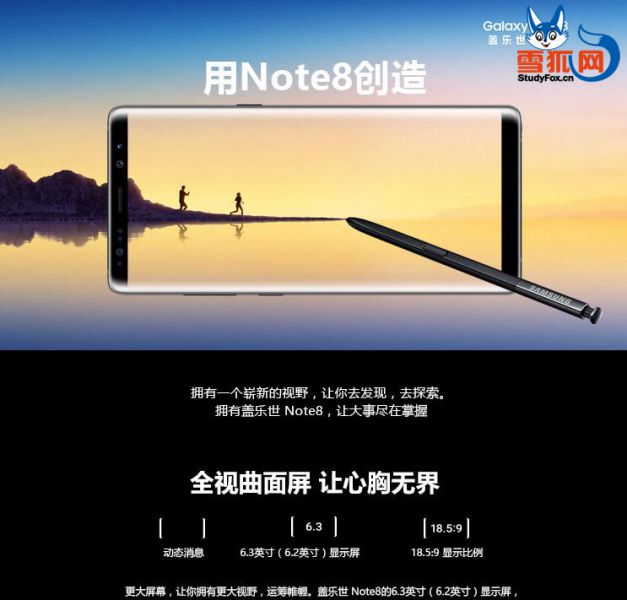 Galaxy
盖乐世
雪狐网
StudyFox.cn
用Note8创造
SAMSUNG
拥有一个崭新的视野，让你去发现，去探索。
拥有盖乐世 Note8，让大事尽在掌握
全视曲面屏 让心胸无界
6.3 18.5:9
动态消息 6.3英寸（6.2英寸）显示屏 18.5:9 显示比例
更大屏幕，让你拥有更大视野，运筹帷幄。盖乐世 Note8的6.3英寸（6.2英寸）显示屏，